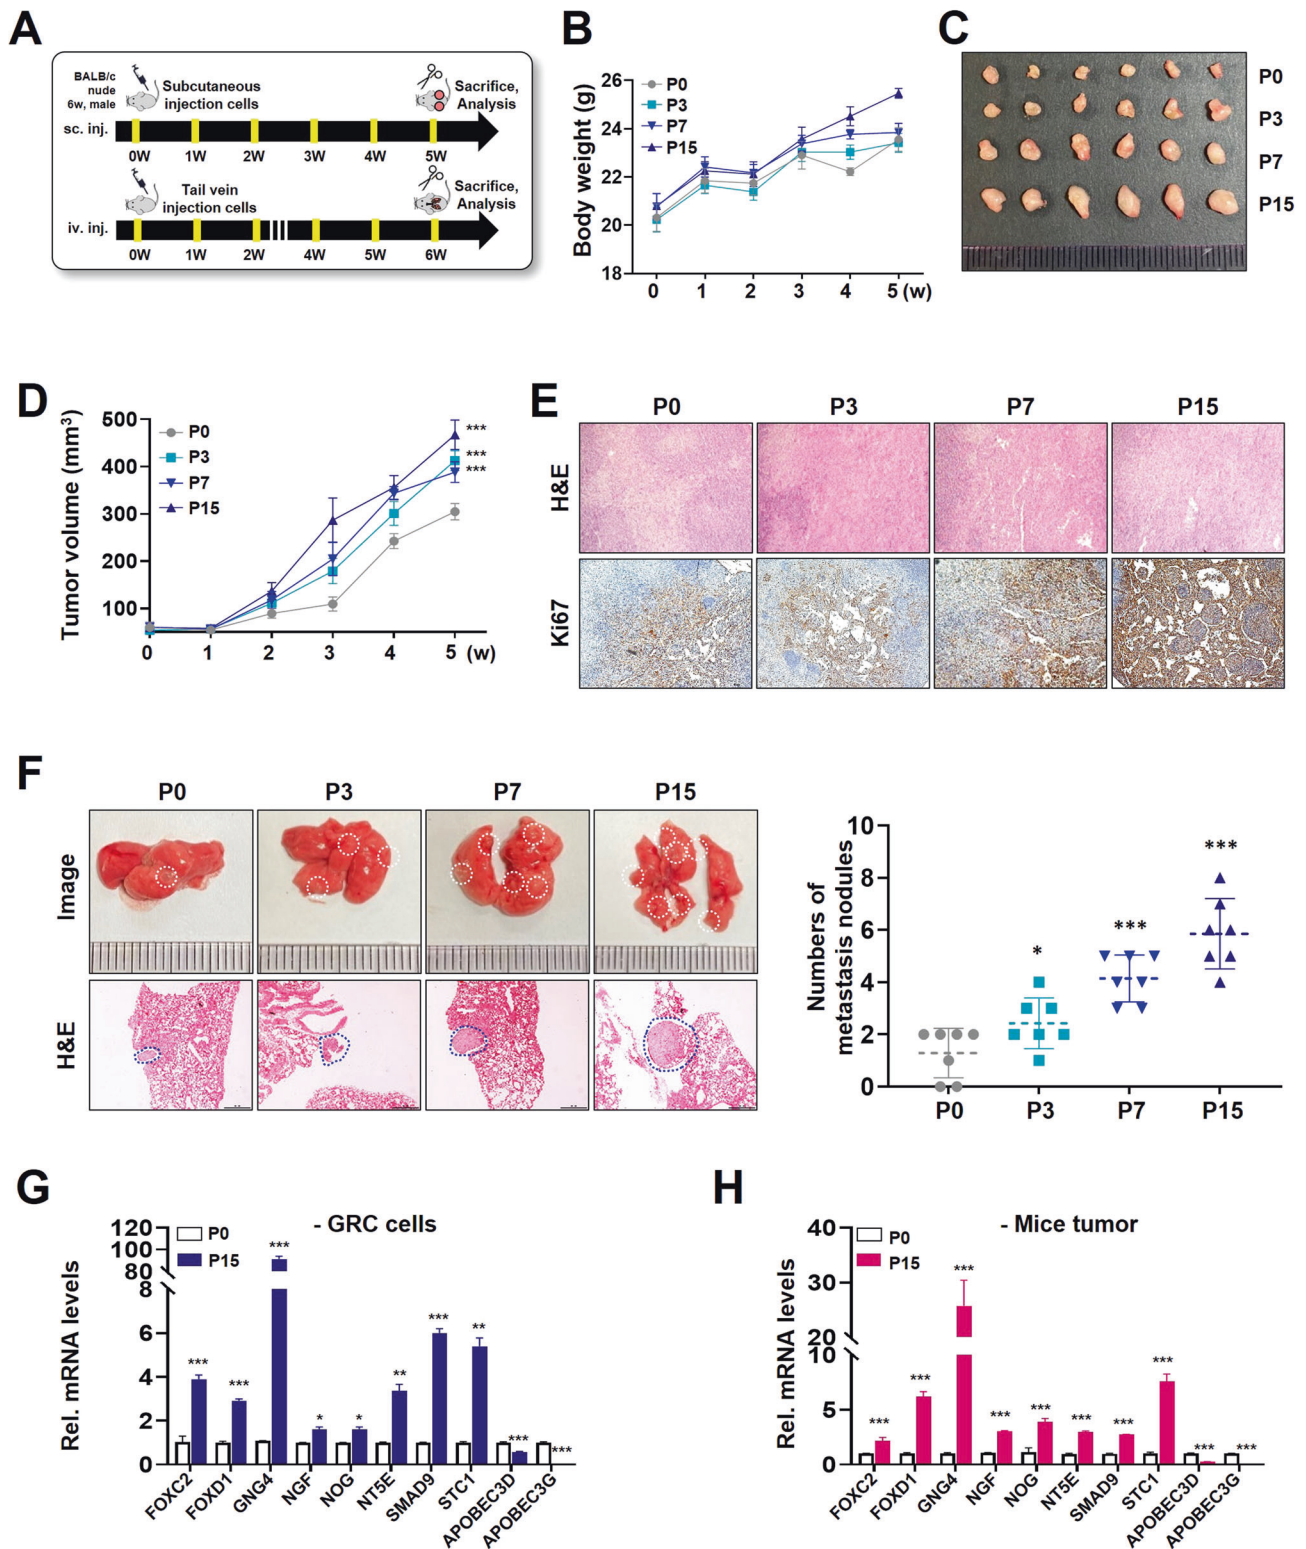 A
BALB/c
nude
6w, male
Subcutaneous
injection cells
Sacrifice,
Analysis
sc. inj.
0W 1W 2W 3W 4W 5W
Tail vein
injection cells
Sacrifice,
Analysis
iv. inj.
0W 1W 2W 4W 5W 6W
B
Body weight (g)
26
24
22
20
18
P0
P3
P7
P15
0 1 2 3 4 5 (w)
C
P0
P3
P7
P15
D
Tumor volume (mm³)
500
400
300
200
100
P0
P3
P7
P15
***
***
***
0 1 2 3 4 5 (w)
E
P0 P3 P7 P15
H&E
Ki67
F
P0 P3 P7 P15
Image
H&E
Numbers of
metastasis nodules
10
8
6
4
2
0
* *** ***
P0 P3 P7 P15
G
- GRC cells
P0
P15
Rel. mRNA levels
120
100
80
8
6
4
2
0
*** *** *** * * ** *** ** *** ***
FOXC2 FOXD1 GNG4 NGF NOG NT5E SMAD9 STC1 APOBEC3D APOBEC3G
H
- Mice tumor
P0
P15
Rel. mRNA levels
40
30
20
10
5
0
*** *** *** *** *** *** *** *** *** ***
FOXC2 FOXD1 GNG4 NGF NOG NT5E SMAD9 STC1 APOBEC3D APOBEC3G